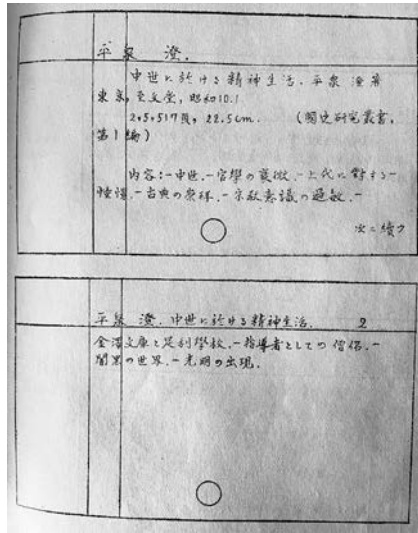 平泉 澄.
中世に於ける精神生活. 平泉 澄著
東京, 至文堂, 昭和10.1
2,5,517頁, 22.5cm. (國史研究叢書,
第1編)
内容:-中世.-官學の衰微.-上代に對する
憧憬.-古典の崇拝.-宗教意識の過敏.-
次ニ續ク
平泉 澄. 中世に於ける精神生活. 2
金澤文庫と足利學校.-指導者としての僧侶.-
闇黒の世界.-光明の出現.